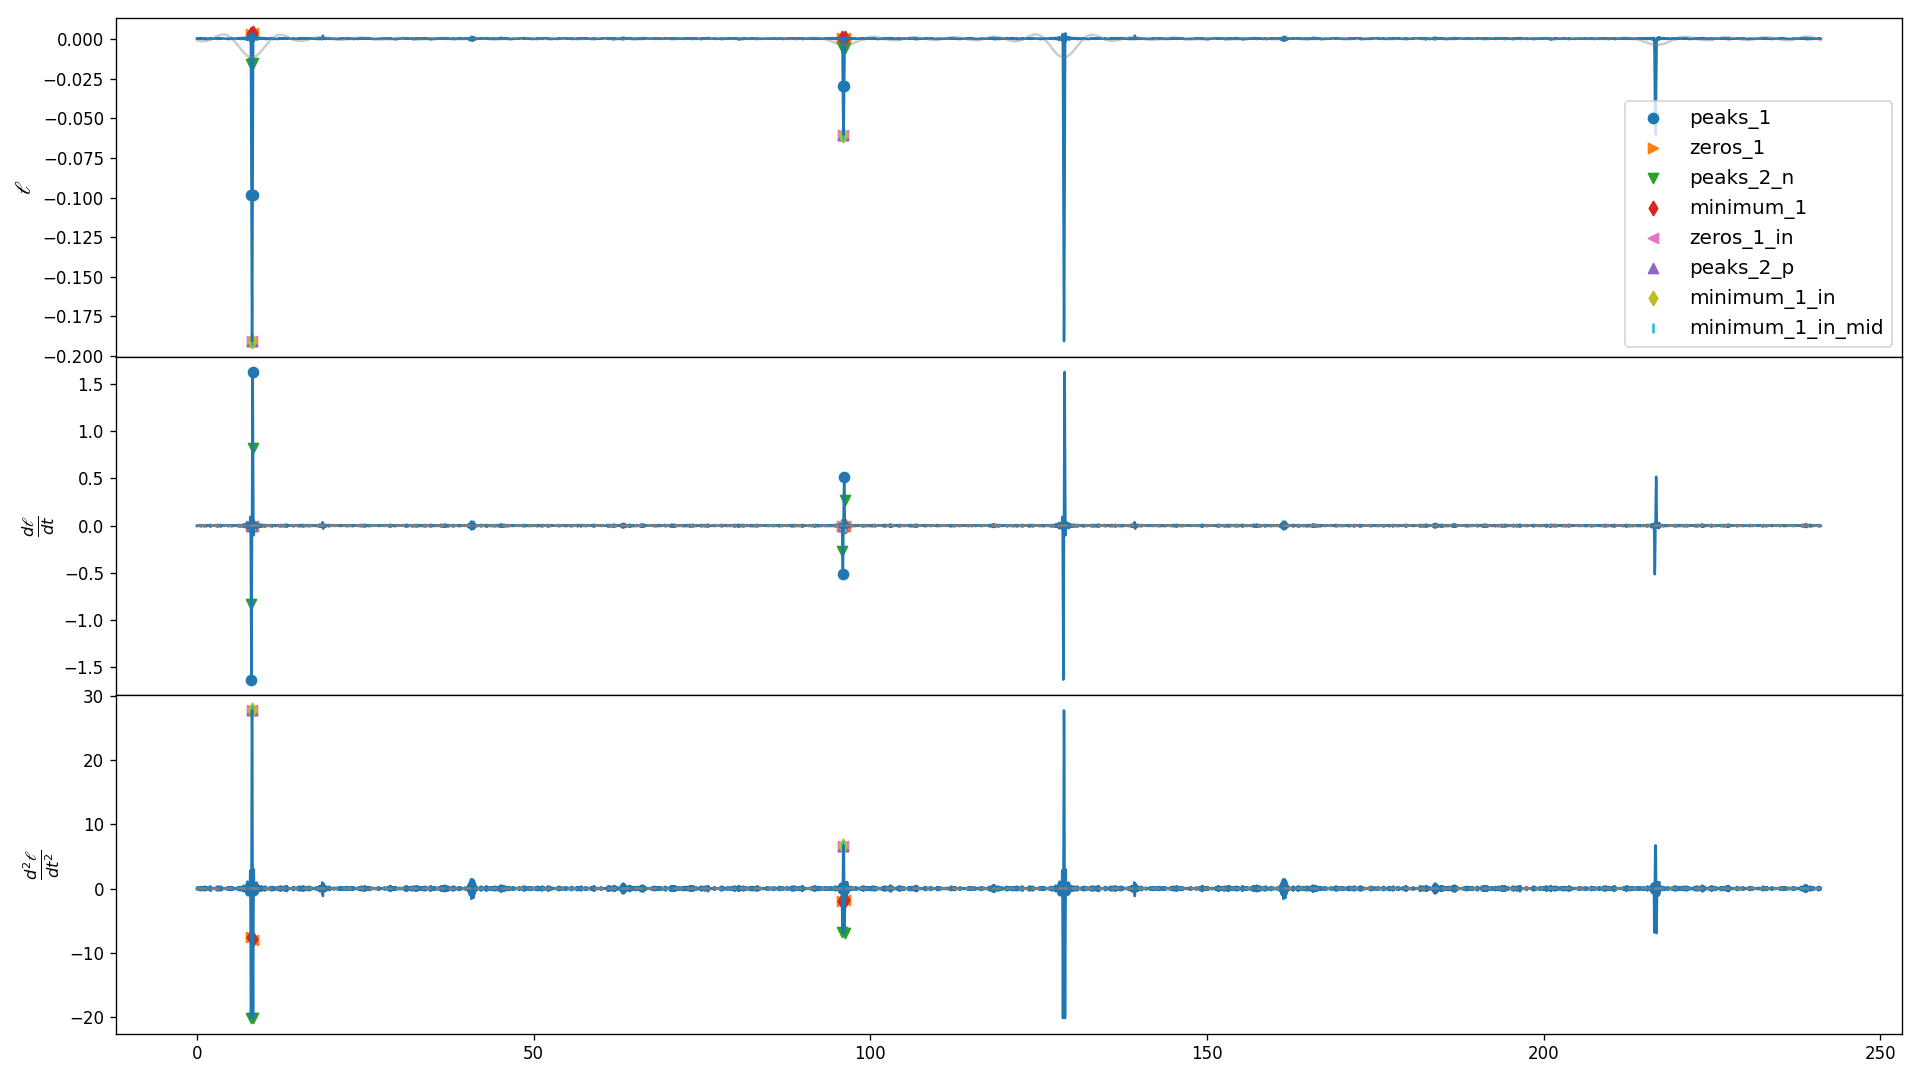 0.000
−0.025
−0.050
−0.075
−0.100
−0.125
−0.150
−0.175
−0.200
ℓ
peaks_1
zeros_1
peaks_2_n
minimum_1
zeros_1_in
peaks_2_p
minimum_1_in
minimum_1_in_mid
1.5
1.0
0.5
0.0
−0.5
−1.0
−1.5
dℓ
dt
30
20
10
0
−10
−20
d²ℓ
dt²
0 50 100 150 200 250